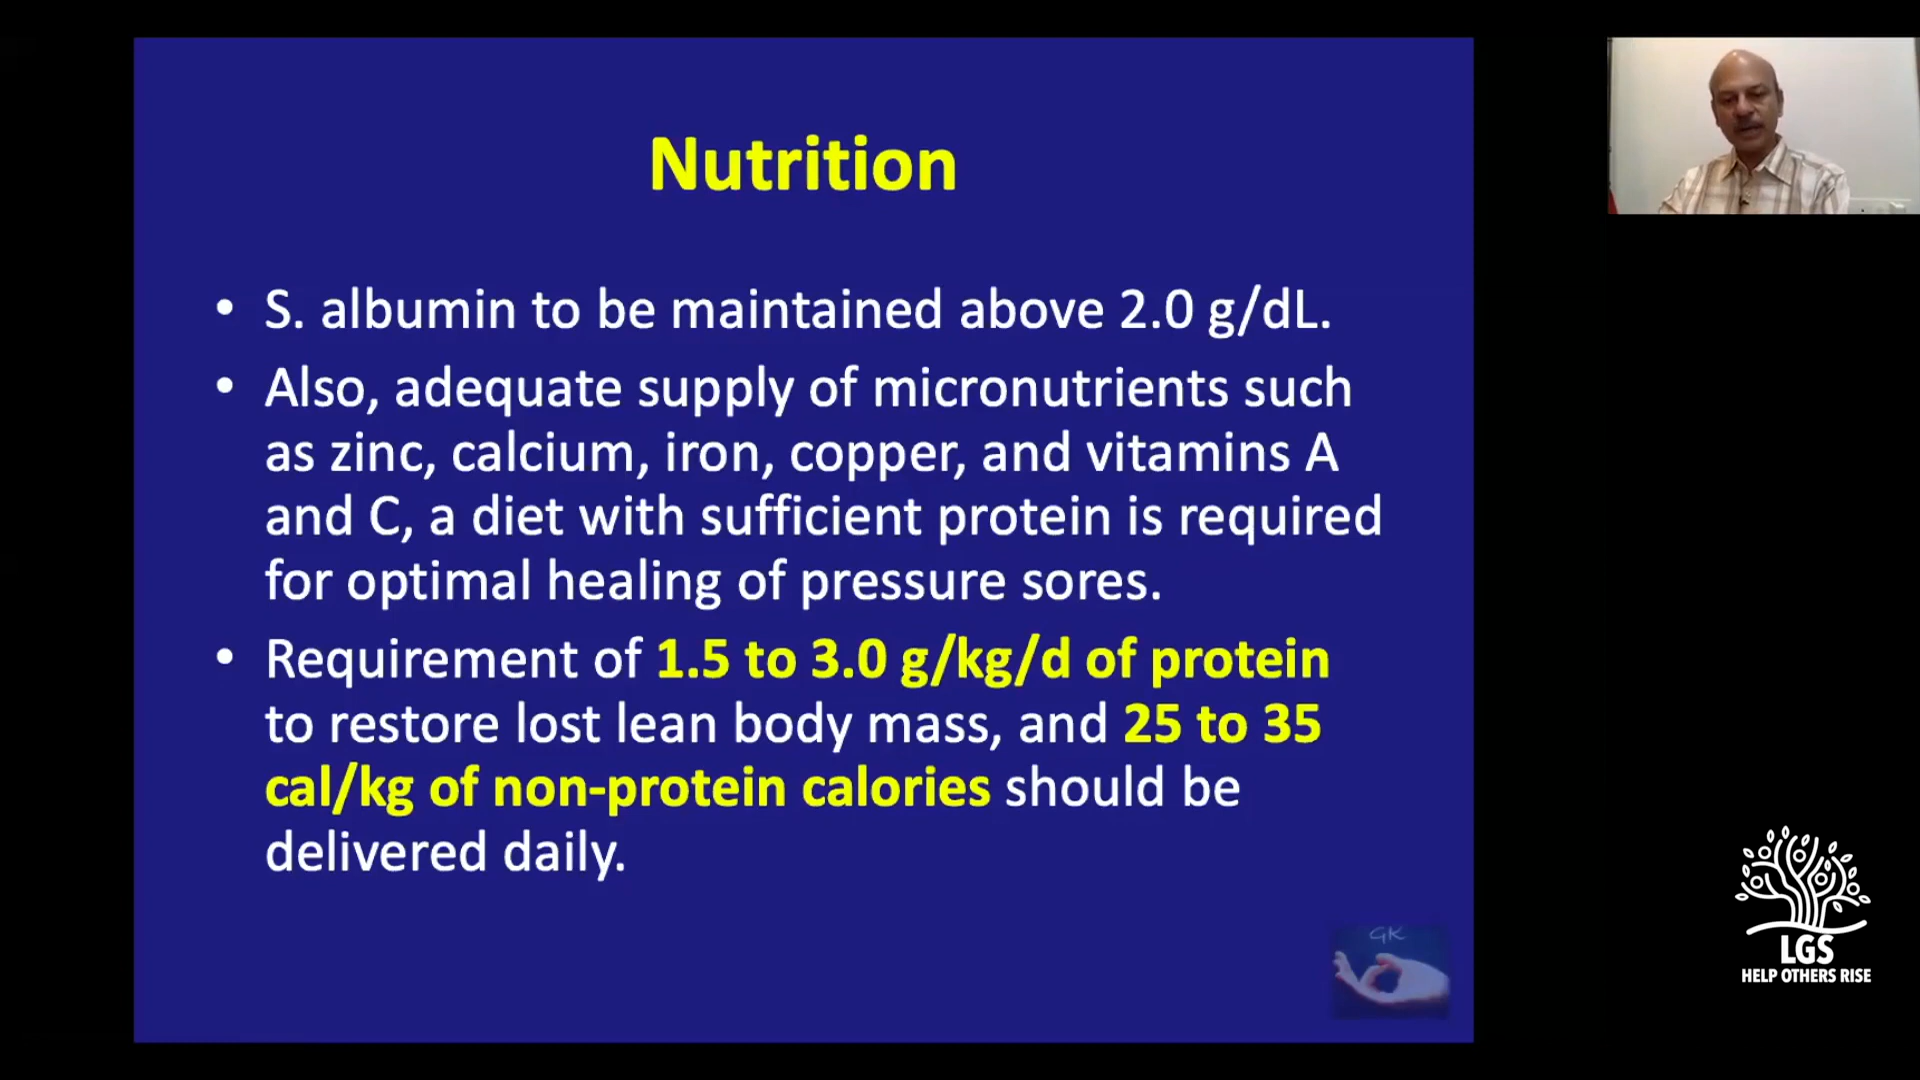 Nutrition
• S. albumin to be maintained above 2.0 g/dL.
• Also, adequate supply of micronutrients such
as zinc, calcium, iron, copper, and vitamins A
and C, a diet with sufficient protein is required
for optimal healing of pressure sores.
• Requirement of 1.5 to 3.0 g/kg/d of protein
to restore lost lean body mass, and 25 to 35
cal/kg of non-protein calories should be
delivered daily.
GK
LGS
HELP OTHERS RISE